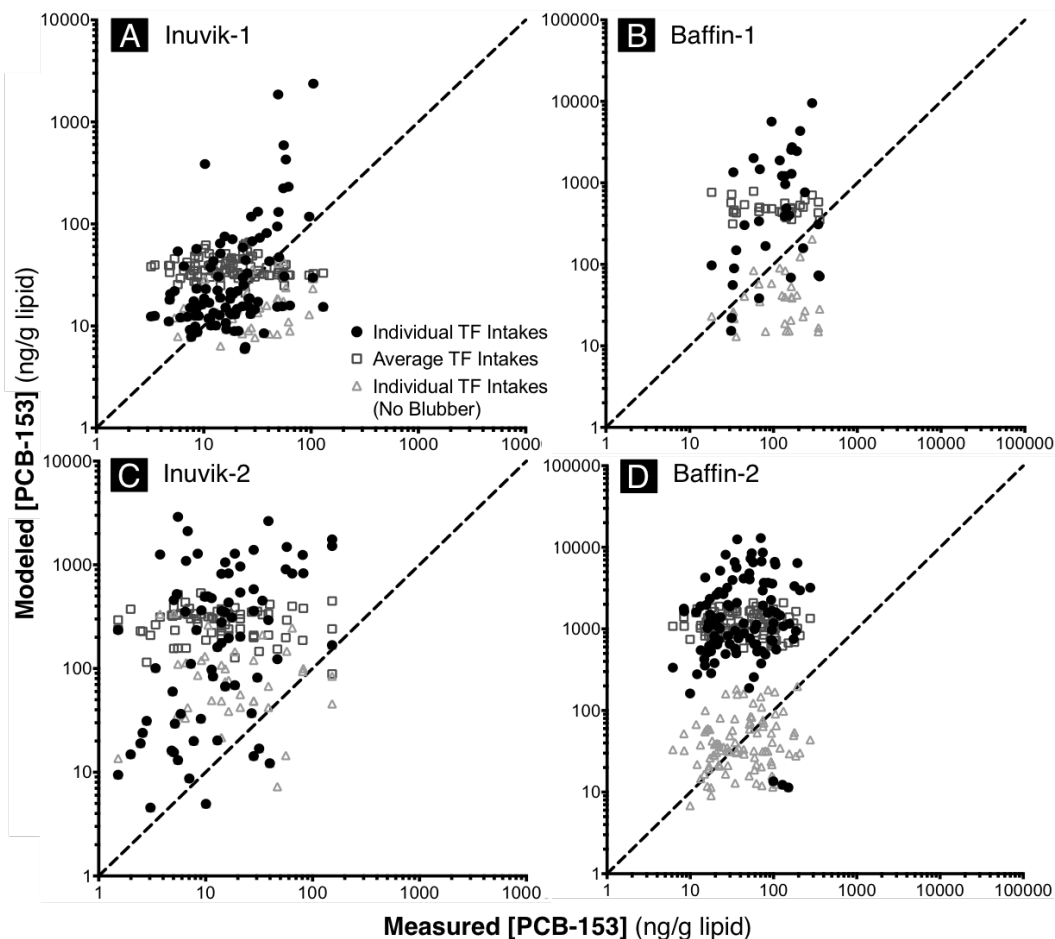 Modeled [PCB-153] (ng/g lipid)
A Inuvik-1
10000
1000
100
10
1
1 10 100 1000 10000
Individual TF Intakes
Average TF Intakes
Individual TF Intakes
(No Blubber)
B Baffin-1
100000
10000
1000
100
10
1
1 10 100 1000 10000 100000
C Inuvik-2
10000
1000
100
10
1
1 10 100 1000 10000
D Baffin-2
100000
10000
1000
100
10
1
1 10 100 1000 10000 100000
Measured [PCB-153] (ng/g lipid)